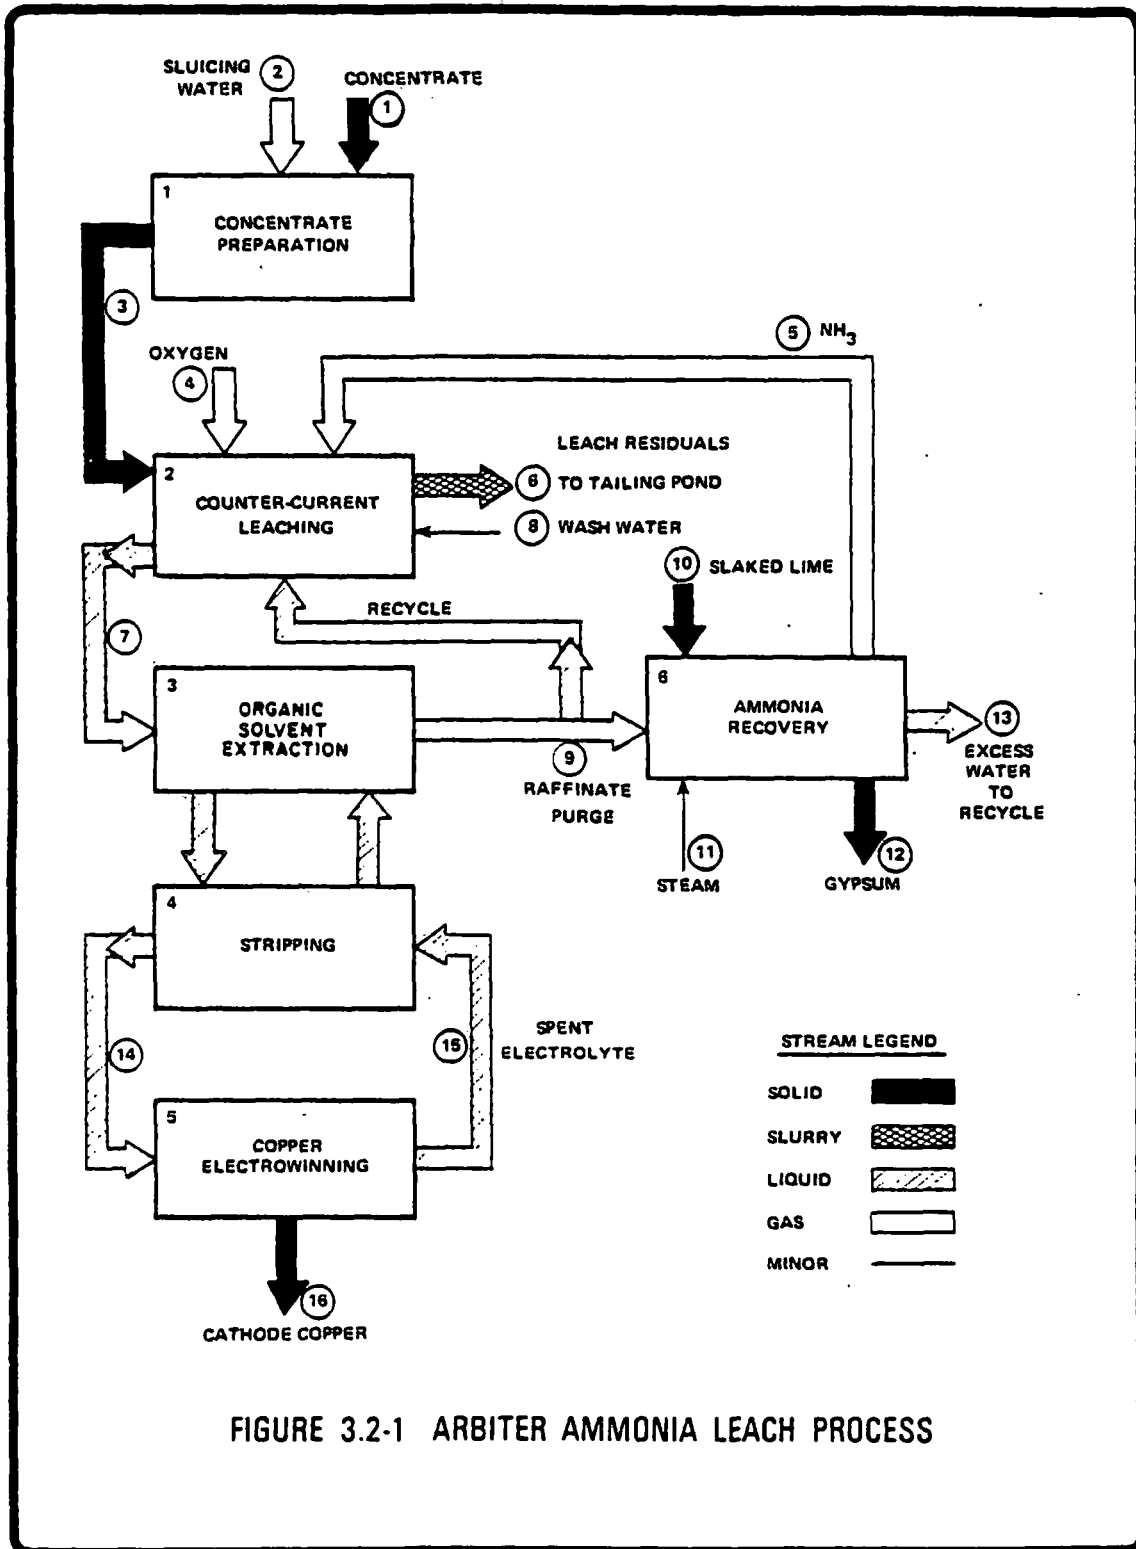 SLUICING
WATER
2
CONCENTRATE
1
1
CONCENTRATE
PREPARATION
3
OXYGEN
4
5
NH3
2
COUNTER-CURRENT
LEACHING
LEACH RESIDUALS
6
TO TAILING POND
8
WASH WATER
10
SLAKED LIME
RECYCLE
7
3
ORGANIC
SOLVENT
EXTRACTION
6
AMMONIA
RECOVERY
13
EXCESS
WATER
TO
RECYCLE
9
RAFFINATE
PURGE
11
STEAM
12
GYPSUM
4
STRIPPING
14
15
SPENT
ELECTROLYTE
5
COPPER
ELECTROWINNING
16
CATHODE COPPER
STREAM LEGEND
SOLID
SLURRY
LIQUID
GAS
MINOR
FIGURE 3.2-1 ARBITER AMMONIA LEACH PROCESS